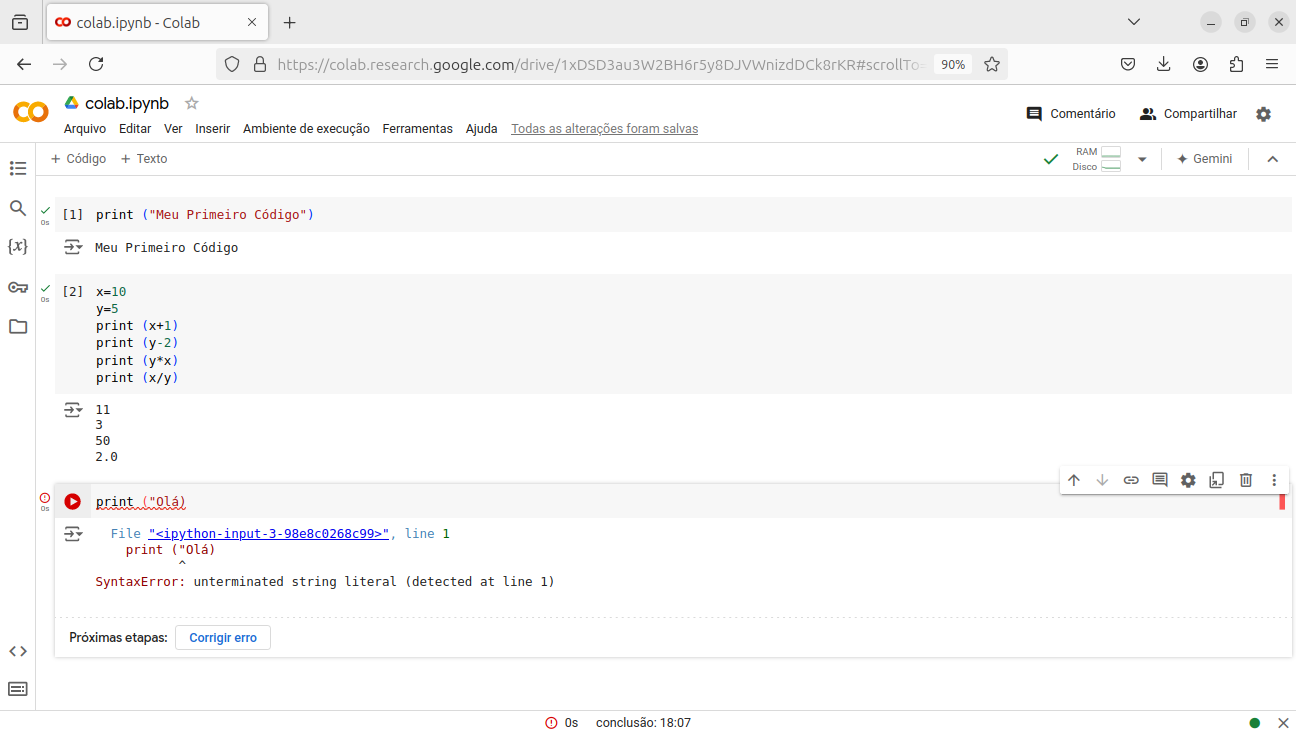 colab.ipynb - Colab
https://colab.research.google.com/drive/1xDSD3au3W2BH6r5y8DJVWnizdDCk8rKR#scrollTo=
90%
colab.ipynb
Arquivo Editar Ver Inserir Ambiente de execução Ferramentas Ajuda Todas as alterações foram salvas
Comentário Compartilhar
+ Código + Texto
RAM
Disco
Gemini
[1] print ("Meu Primeiro Código")
0s
Meu Primeiro Código
[2] x=10
0s
y=5
print (x+1)
print (y-2)
print (y*x)
print (x/y)
11
3
50
2.0
print ("Olá)
0s
File "<ipython-input-3-98e8c0268c99>", line 1
print ("Olá)
^
SyntaxError: unterminated string literal (detected at line 1)
Próximas etapas: Corrigir erro
0s conclusão: 18:07